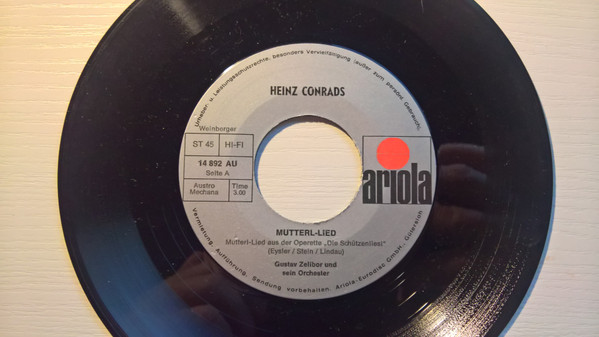 Urheber- u. Leistungsschutzrechte, besondere Vervielfältigung (außer zum persönl. Gebrauch),
HEINZ CONRADS
Weinberger
ST 45 HI-FI
14 892 AU
Seite A
Austro Mechana
Time 3.00
ariola
MUTTERL-LIED
Mutterl-Lied aus der Operette „Die Schützenliesl"
(Eysler / Stein / Lindau)
Gustav Zelibor und
sein Orchester
Vermietung, Aufführung, Sendung vorbehalten. Ariola-Eurodisc GmbH. Gütersloh